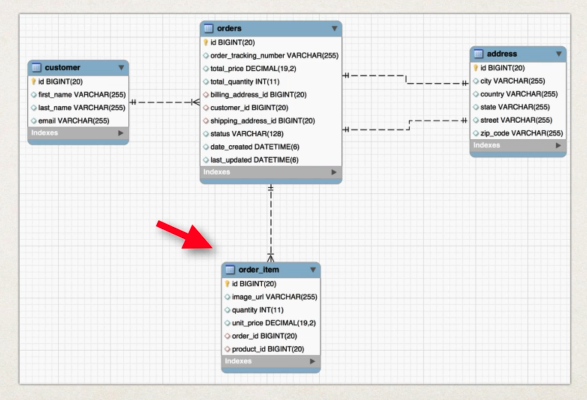 customer
id BIGINT(20)
first_name VARCHAR(255)
last_name VARCHAR(255)
email VARCHAR(255)
Indexes
orders
id BIGINT(20)
order_tracking_number VARCHAR(255)
total_price DECIMAL(19,2)
total_quantity INT(11)
billing_address_id BIGINT(20)
customer_id BIGINT(20)
shipping_address_id BIGINT(20)
status VARCHAR(128)
date_created DATETIME(6)
last_updated DATETIME(6)
Indexes
address
id BIGINT(20)
city VARCHAR(255)
country VARCHAR(255)
state VARCHAR(255)
street VARCHAR(255)
zip_code VARCHAR(255)
Indexes
order_item
id BIGINT(20)
image_url VARCHAR(255)
quantity INT(11)
unit_price DECIMAL(19,2)
order_id BIGINT(20)
product_id BIGINT(20)
Indexes